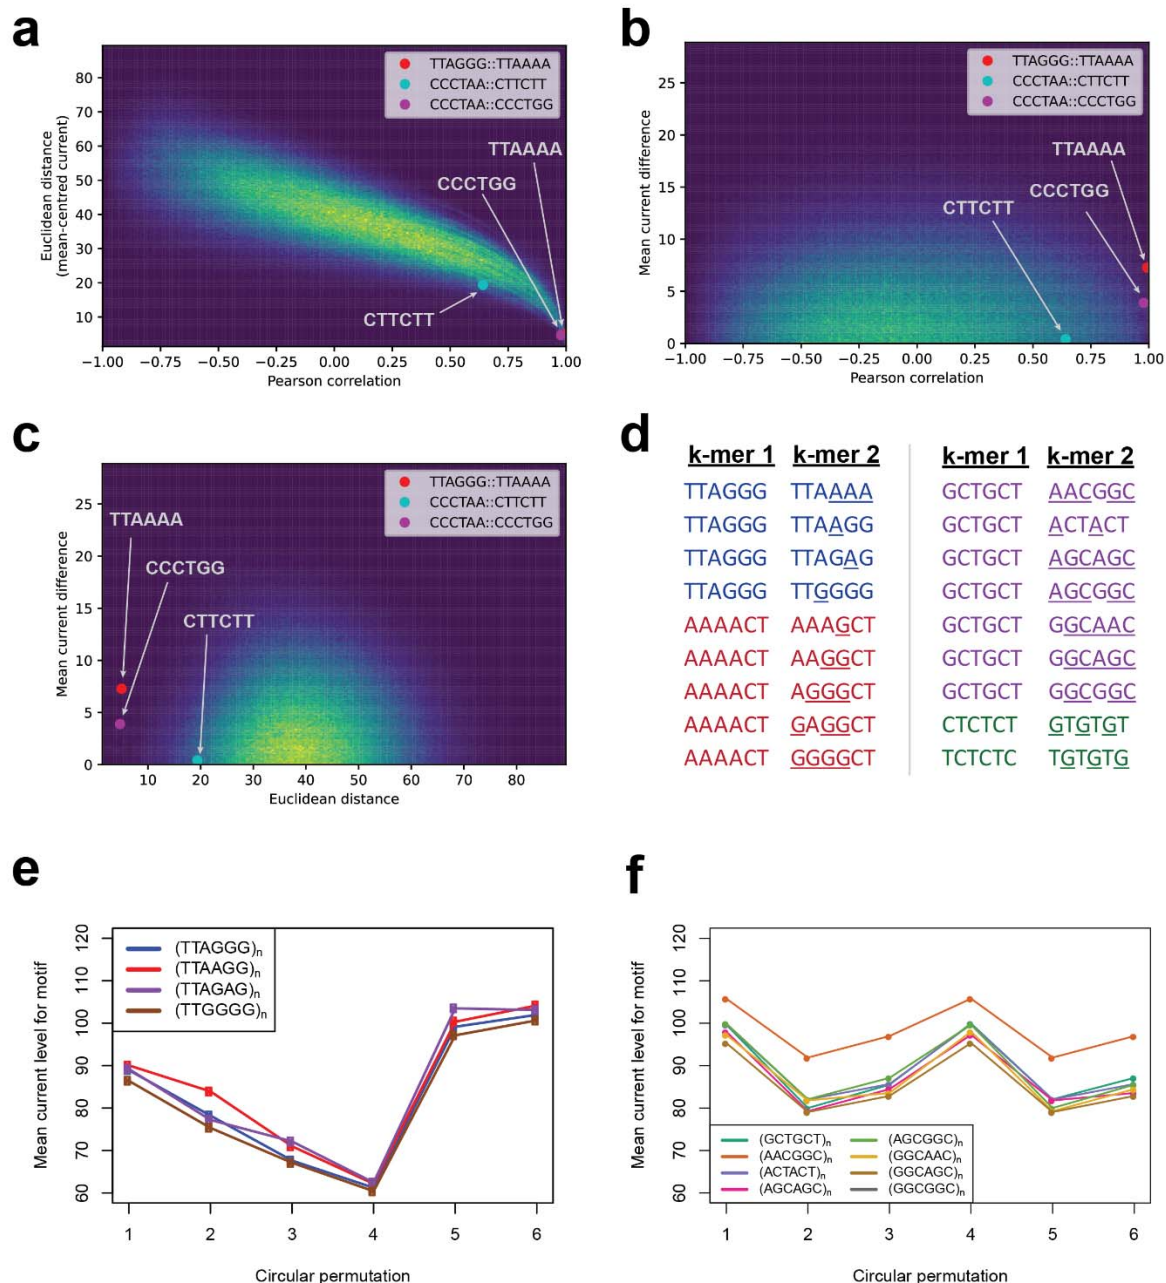 a
TTAGGG::TTAAAA
CCCTAA::CTTCTT
CCCTAA::CCCTGG
TTAAAA
CCCTGG
CTTCTT
Euclidean distance
(mean-centred current)
80
70
60
50
40
30
20
10
−1.00 −0.75 −0.50 −0.25 0.00 0.25 0.50 0.75 1.00
Pearson correlation
b
TTAGGG::TTAAAA
CCCTAA::CTTCTT
CCCTAA::CCCTGG
TTAAAA
CCCTGG
CTTCTT
Mean current difference
25
20
15
10
5
0
−1.00 −0.75 −0.50 −0.25 0.00 0.25 0.50 0.75 1.00
Pearson correlation
c
TTAGGG::TTAAAA
CCCTAA::CTTCTT
CCCTAA::CCCTGG
TTAAAA
CCCTGG
CTTCTT
Mean current difference
25
20
15
10
5
0
10 20 30 40 50 60 70 80
Euclidean distance
d
k-mer 1 k-mer 2
TTAGGG TTAAAA
TTAGGG TTAAGG
TTAGGG TTAGAG
TTAGGG TTGGGG
AAAACT AAAGCT
AAAACT AAGGCT
AAAACT AGGGCT
AAAACT GAGGCT
AAAACT GGGGCT
k-mer 1 k-mer 2
GCTGCT AACGGC
GCTGCT ACTACT
GCTGCT AGCAGC
GCTGCT AGCGGC
GCTGCT GGCAAC
GCTGCT GGCAGC
GCTGCT GGCGGC
CTCTCT GTGTGT
TCTCTC TGTGTG
e
(TTAGGG)n
(TTAAGG)n
(TTAGAG)n
(TTGGGG)n
Mean current level for motif
120
100
90
80
70
60
1 2 3 4 5 6
Circular permutation
f
Mean current level for motif
120
100
90
80
70
60
(GCTGCT)n (AGCGGC)n
(AACGGC)n (GGCAAC)n
(ACTACT)n (GGCAGC)n
(AGCAGC)n (GGCGGC)n
1 2 3 4 5 6
Circular permutation